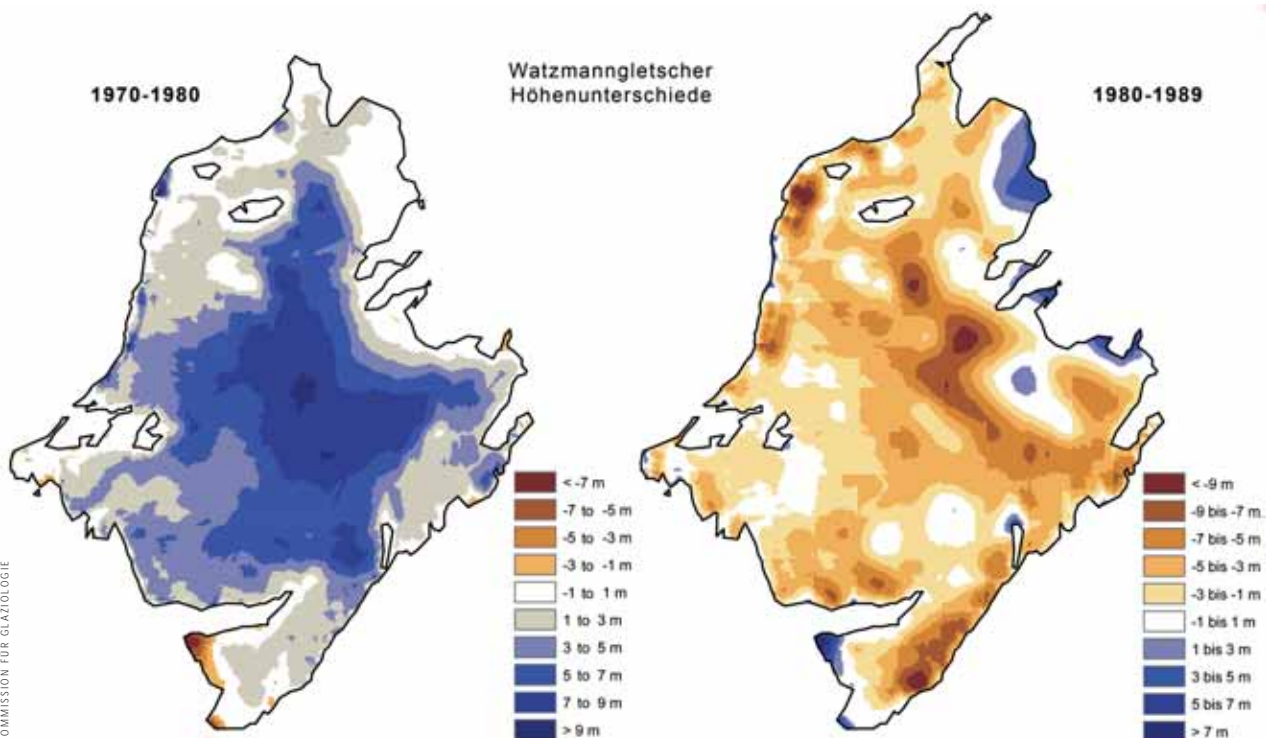 Watzmanngletscher
Höhenunterschiede
1970-1980
1980-1989
< -7 m
-7 to -5 m
-5 to -3 m
-3 to -1 m
-1 to 1 m
1 to 3 m
3 to 5 m
5 to 7 m
7 to 9 m
> 9 m
< -9 m
-9 bis -7 m
-7 bis -5 m
-5 bis -3 m
-3 bis -1 m
-1 bis 1 m
1 bis 3 m
3 bis 5 m
5 bis 7 m
> 7 m
OMMISSION FÜR GLAZIOLOGIE